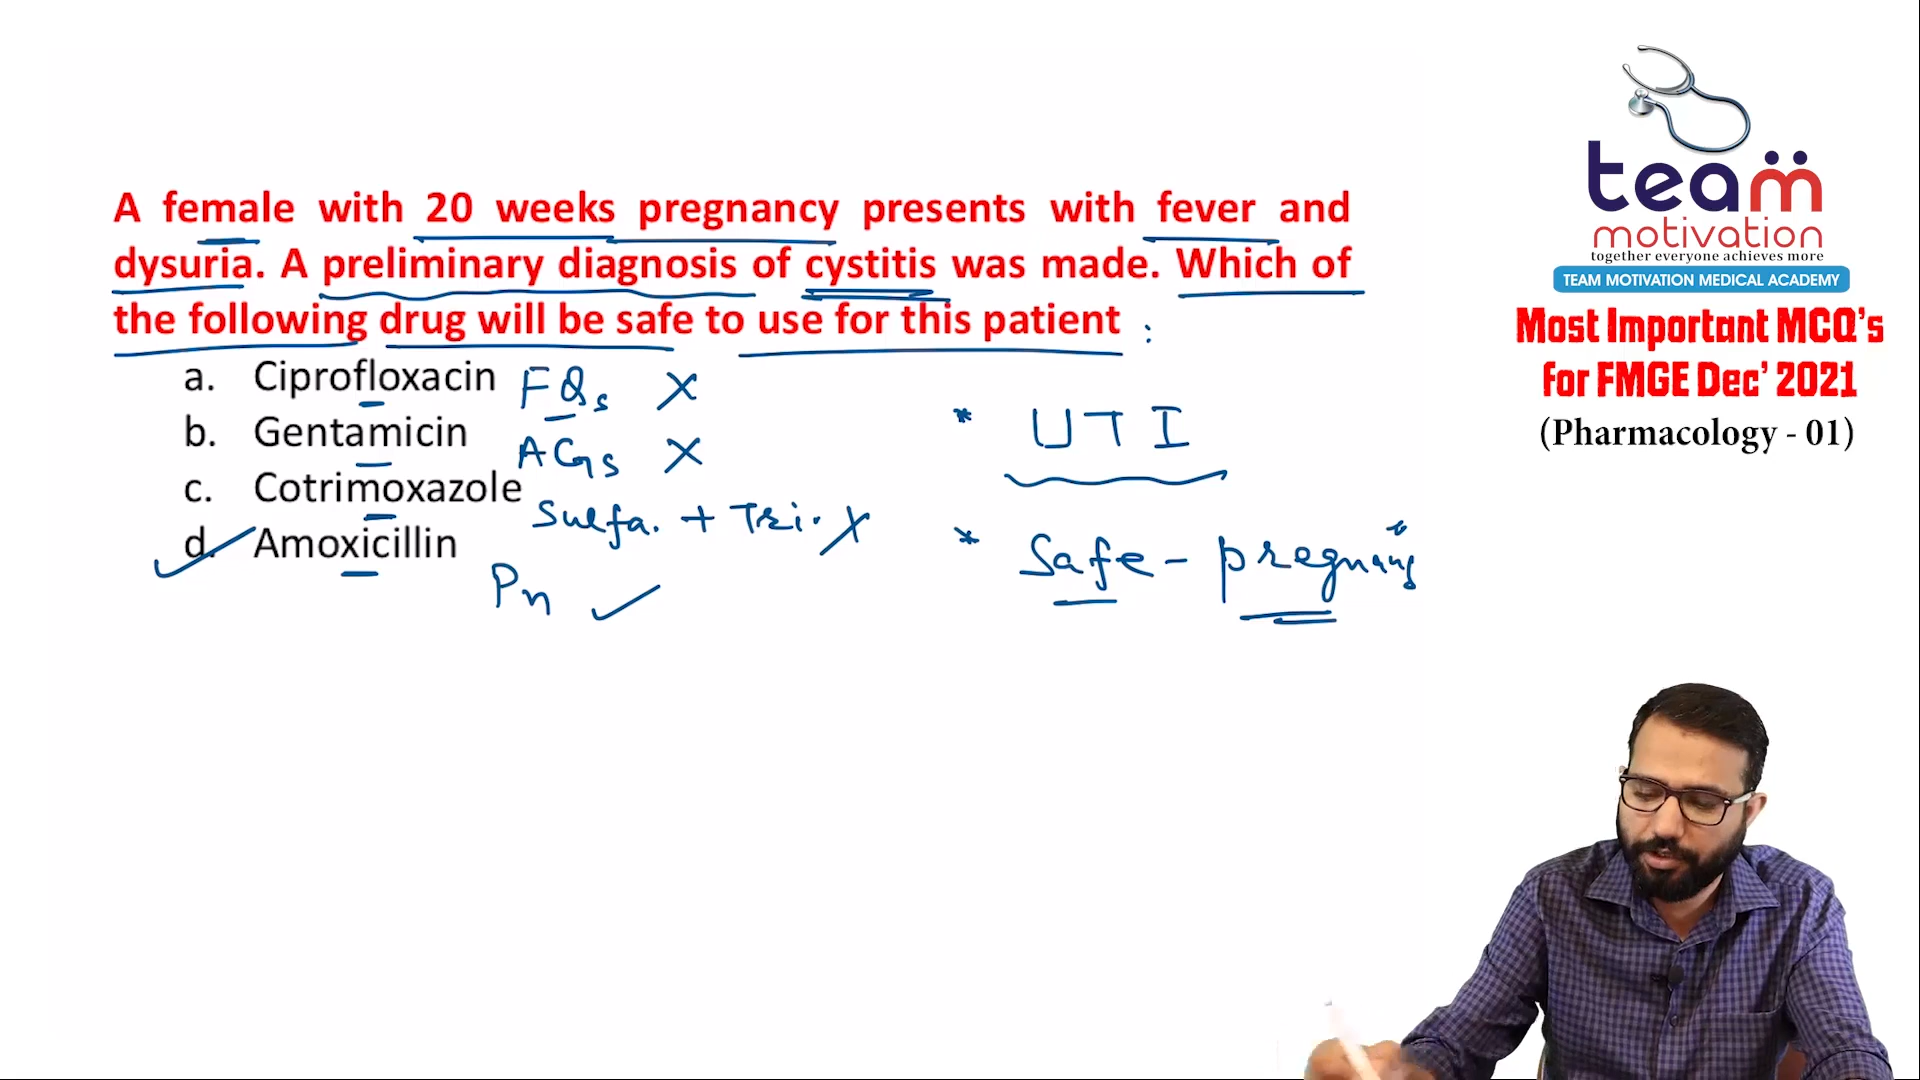 A female with 20 weeks pregnancy presents with fever and
dysuria. A preliminary diagnosis of cystitis was made. Which of
the following drug will be safe to use for this patient :
a. Ciprofloxacin FQs X
b. Gentamicin AGs X
c. Cotrimoxazole Sulfa. + Tri. X
d. Amoxicillin Pn ✓
* UTI
* Safe - pregnancy
team
motivation
together everyone achieves more
TEAM MOTIVATION MEDICAL ACADEMY
Most Important MCQ's
for FMGE Dec' 2021
(Pharmacology - 01)